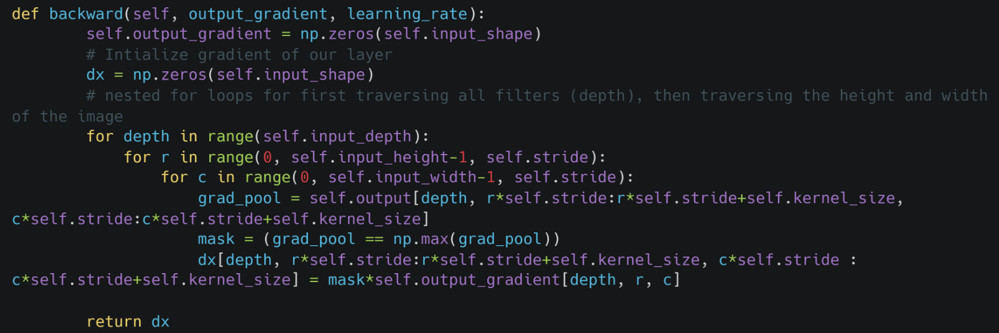 def backward(self, output_gradient, learning_rate):
        self.output_gradient = np.zeros(self.input_shape)
        # Intialize gradient of our layer
        dx = np.zeros(self.input_shape)
        # nested for loops for first traversing all filters (depth), then traversing the height and width
of the image
        for depth in range(self.input_depth):
            for r in range(0, self.input_height-1, self.stride):
                for c in range(0, self.input_width-1, self.stride):
                    grad_pool = self.output[depth, r*self.stride:r*self.stride+self.kernel_size,
c*self.stride:c*self.stride+self.kernel_size]
                    mask = (grad_pool == np.max(grad_pool))
                    dx[depth, r*self.stride:r*self.stride+self.kernel_size, c*self.stride :
c*self.stride+self.kernel_size] = mask*self.output_gradient[depth, r, c]

        return dx